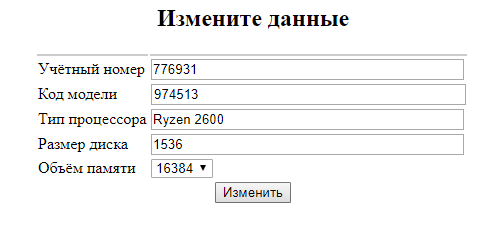 Измените данные
Учётный номер 776931
Код модели 974513
Тип процессора Ryzen 2600
Размер диска 1536
Объём памяти 16384
Изменить